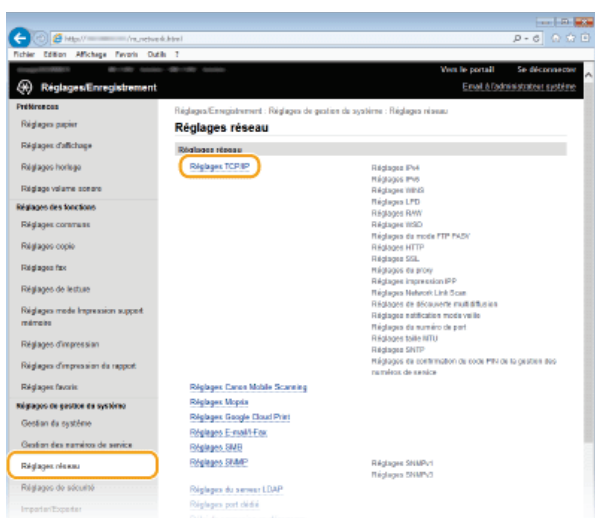 Fichier Edition Affichage Favoris Outils ?
Vers le portail Se déconnecter
Réglages/Enregistrement
Email à l'administrateur système
Préférences
Réglages papier
Réglages d'affichage
Réglages horloge
Réglage volume sonore
Réglages des fonctions
Réglages communs
Réglages copie
Réglages fax
Réglages de lecture
Réglages mode Impression support
mémoire
Réglages d'impression
Réglages d'impression du rapport
Réglages favoris
Réglages de gestion du système
Gestion du système
Gestion des numéros de service
Réglages réseau
Réglages de sécurité
Importer/Exporter
Réglages/Enregistrement : Réglages de gestion du système : Réglages réseau
Réglages réseau
Réglages réseau
Réglages TCP/IP
Réglages IPv4
Réglages IPv6
Réglages WINS
Réglages LPD
Réglages RAW
Réglages WSD
Réglages du mode FTP PASV
Réglages HTTP
Réglages SSL
Réglages du proxy
Réglages impression IPP
Réglages Network Link Scan
Réglages de découverte multidiffusion
Réglages notification mode veille
Réglages du numéro de port
Réglages taille MTU
Réglages SNTP
Réglages de confirmation du code PIN de la gestion des
numéros de service
Réglages Canon Mobile Scanning
Réglages Mopria
Réglages Google Cloud Print
Réglages E-mail/I-Fax
Réglages SMB
Réglages SNMP
Réglages SNMPv1
Réglages SNMPv3
Réglages du serveur LDAP
Réglages port dédié